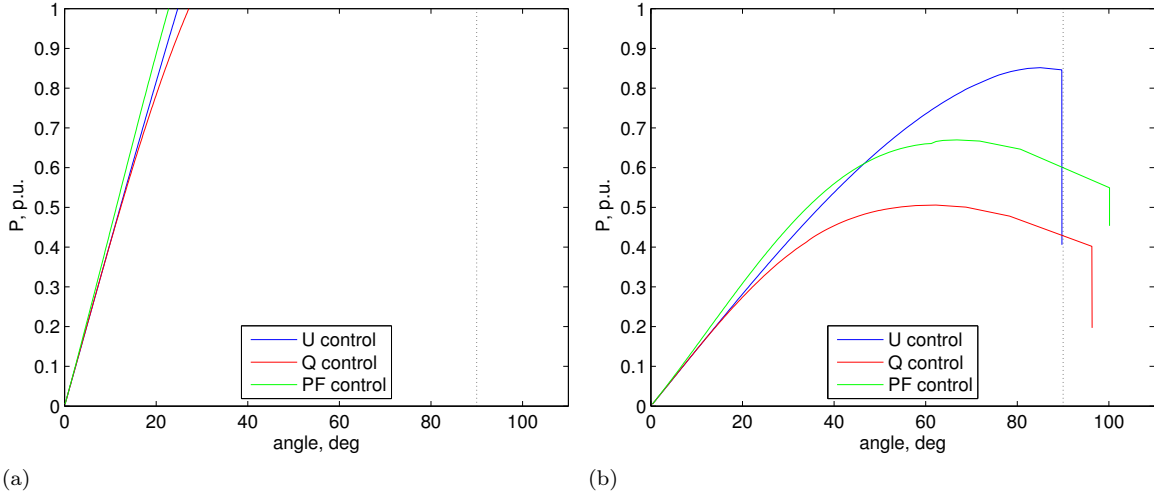 1
0.9
0.8
0.7
0.6
0.5
0.4
0.3
0.2
0.1
0
P, p.u.
0 20 40 60 80 100
angle, deg
U control
Q control
PF control
(a)
1
0.9
0.8
0.7
0.6
0.5
0.4
0.3
0.2
0.1
0
P, p.u.
0 20 40 60 80 100
angle, deg
U control
Q control
PF control
(b)